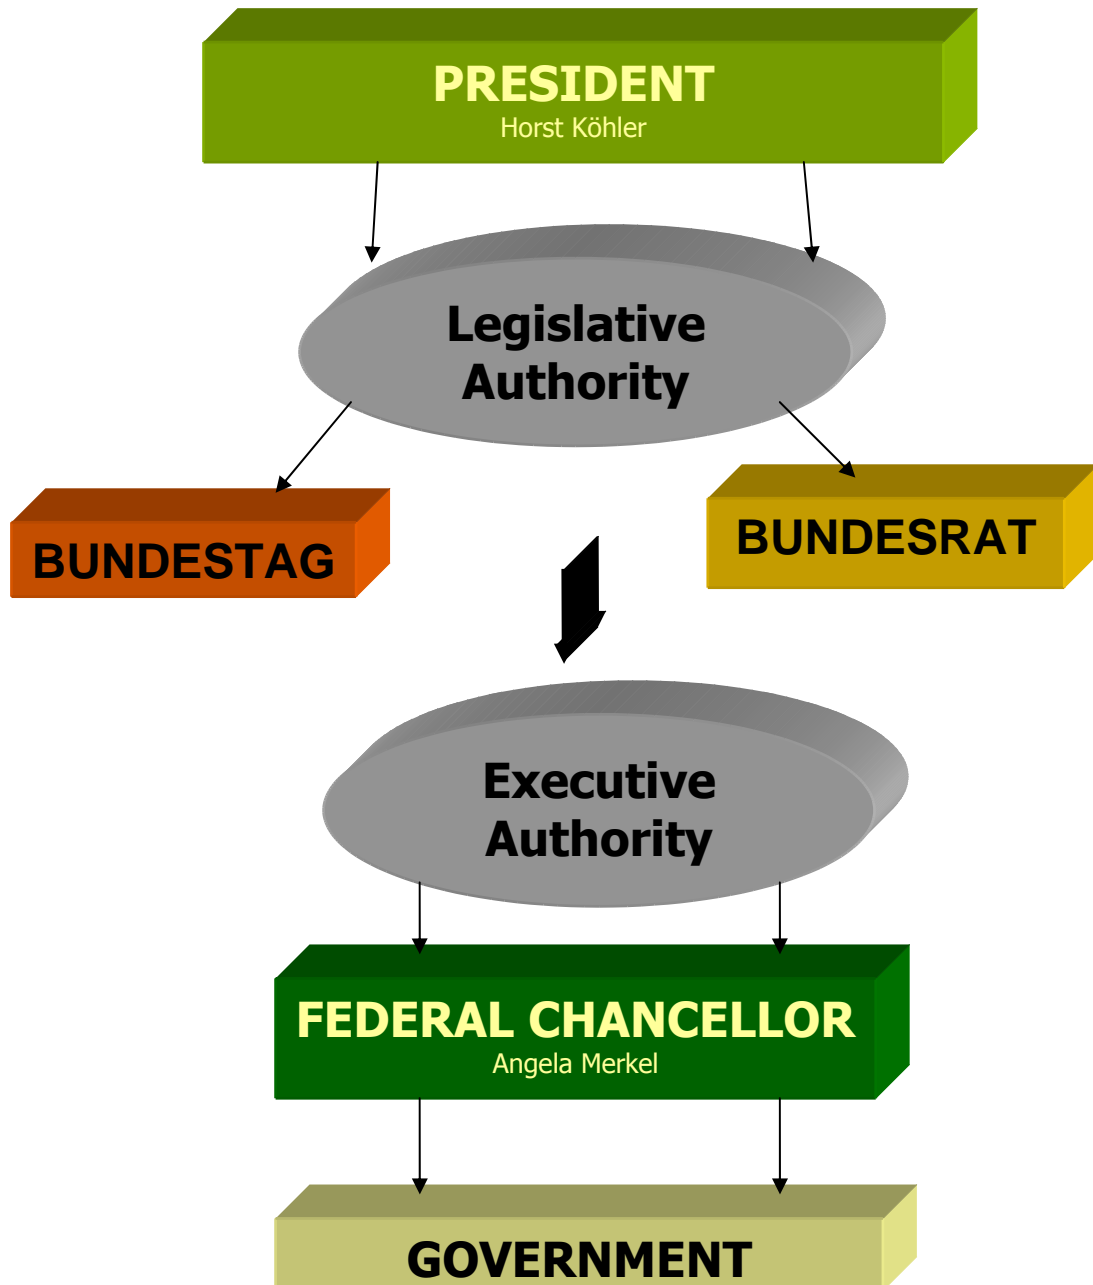 PRESIDENT
Horst Köhler
Legislative
Authority
BUNDESTAG
BUNDESRAT
Executive
Authority
FEDERAL CHANCELLOR
Angela Merkel
GOVERNMENT